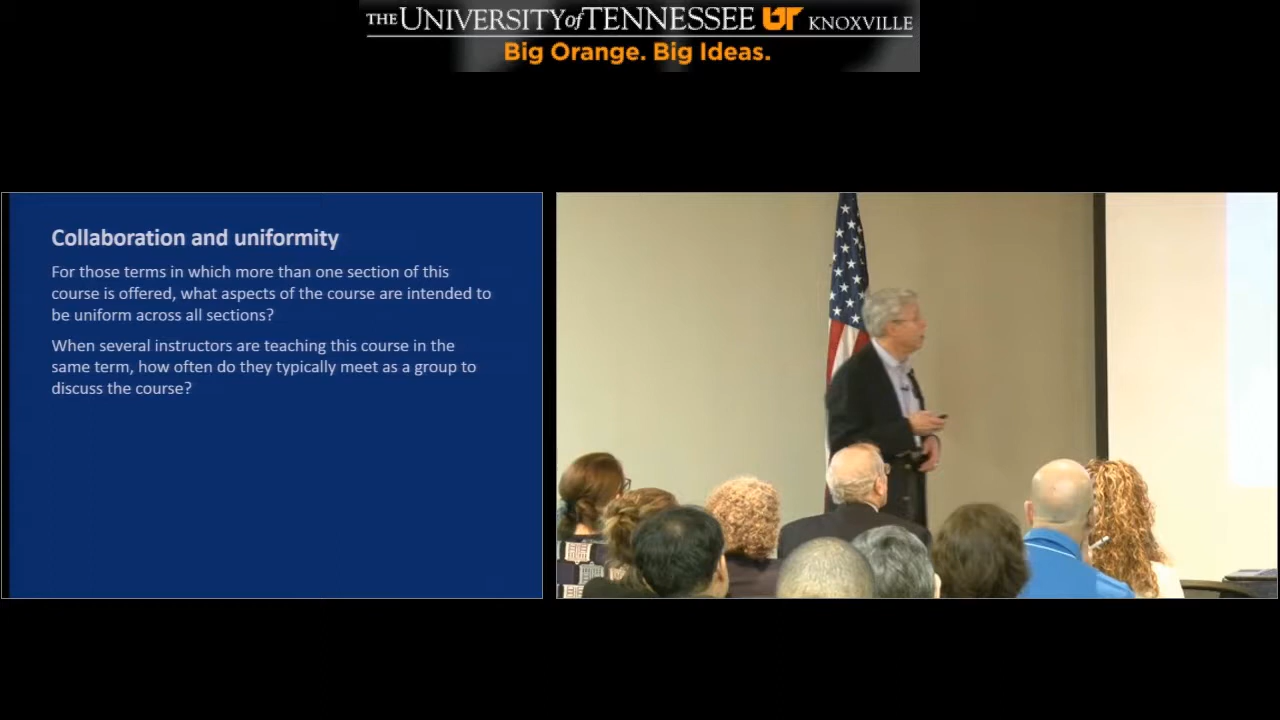 THE UNIVERSITY of TENNESSEE UT KNOXVILLE
Big Orange. Big Ideas.
Collaboration and uniformity
For those terms in which more than one section of this
course is offered, what aspects of the course are intended to
be uniform across all sections?
When several instructors are teaching this course in the
same term, how often do they typically meet as a group to
discuss the course?